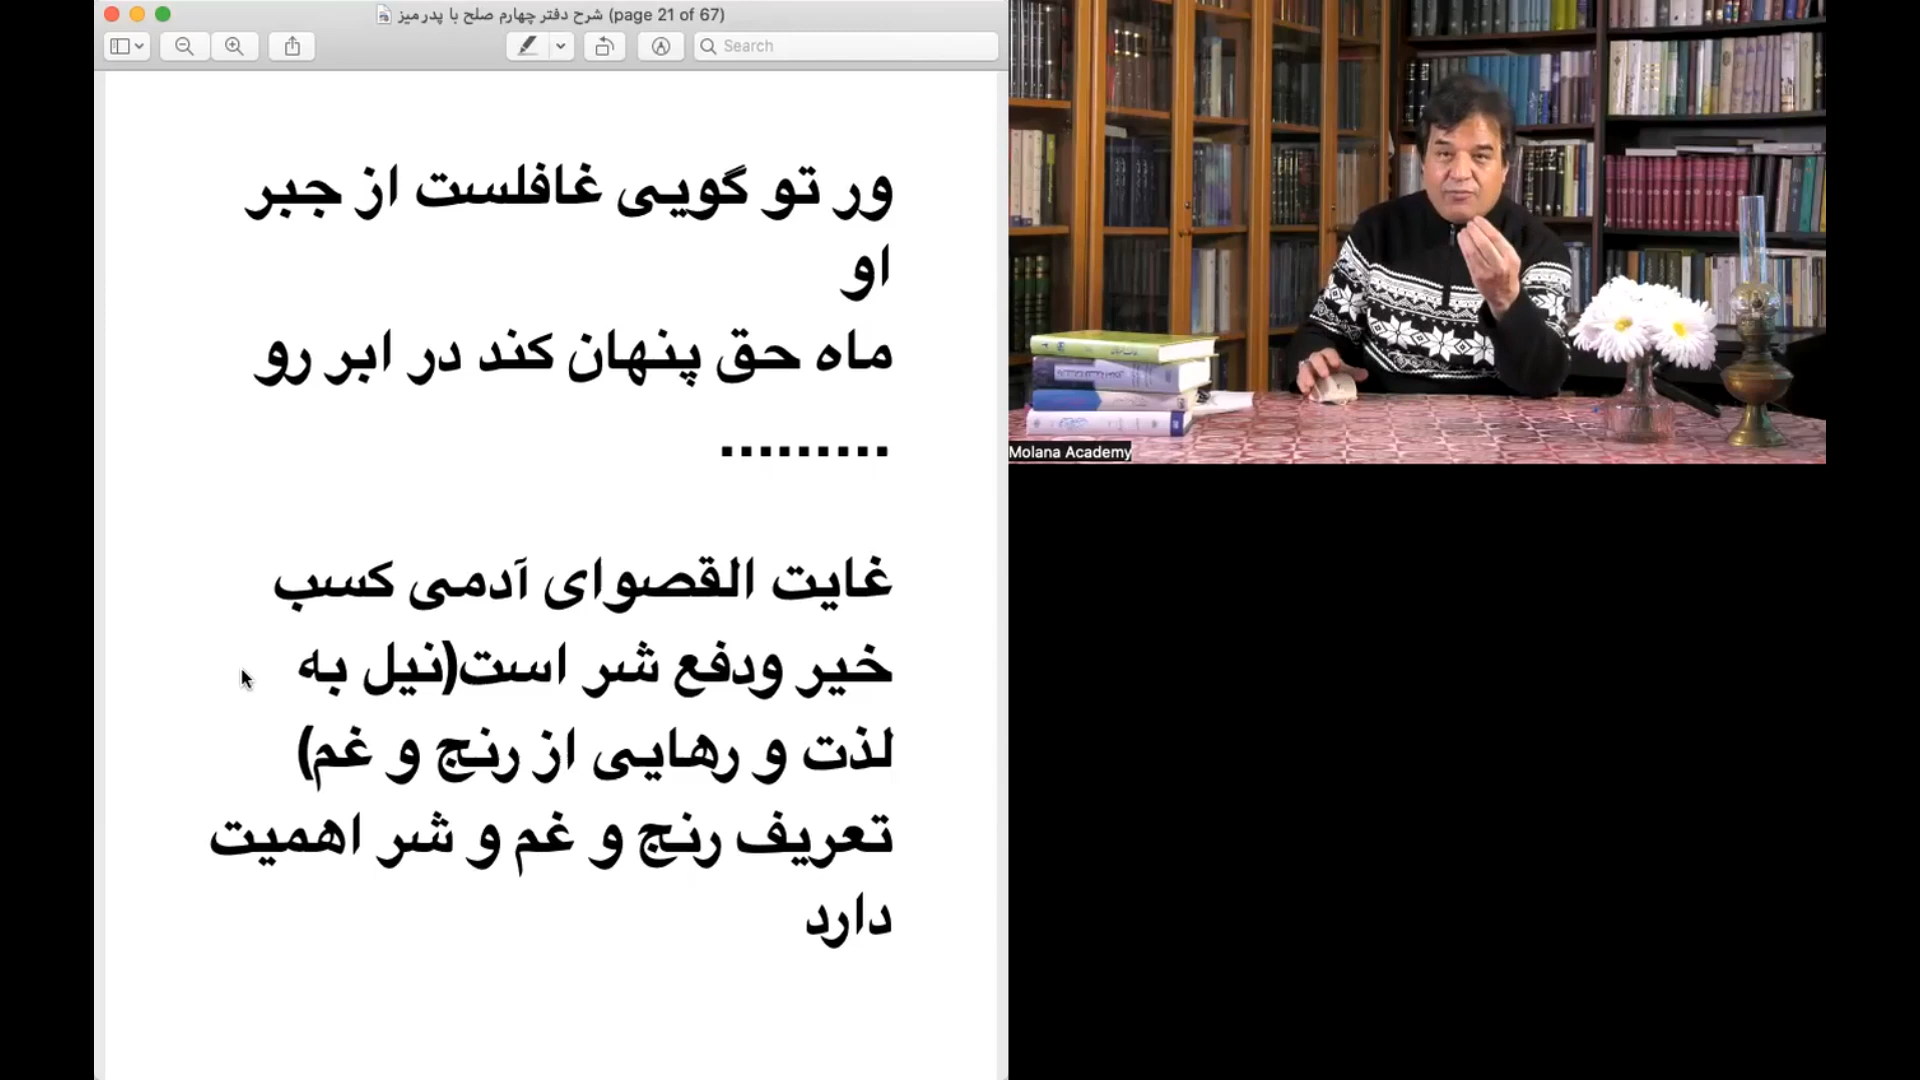 شرح دفتر چهارم صلح با پدر میز (page 21 of 67)
Search
ور تو گویی غافلست از جبر
او
ماه حق پنهان کند در ابر رو
.........
غایت القصوای آدمی کسب
خیر ودفع شر است(نیل به
لذت و رهایی از رنج و غم)
تعریف رنج و غم و شر اهمیت
دارد
Molana Academy